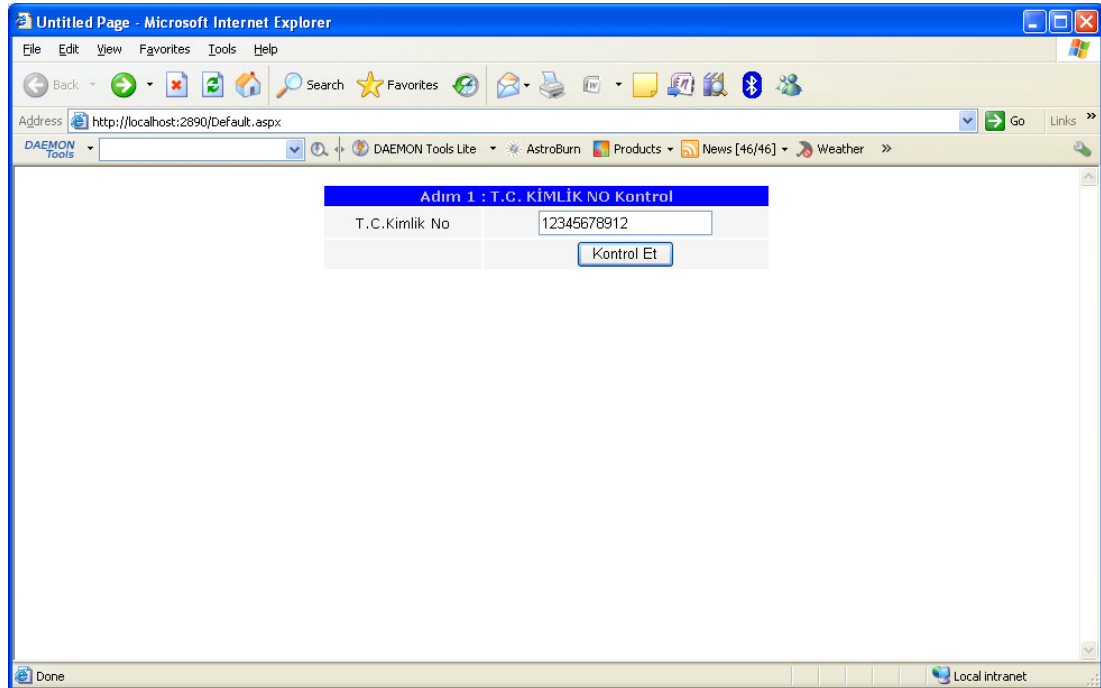 Untitled Page - Microsoft Internet Explorer
File Edit View Favorites Tools Help
Back Search Favorites
Address http://localhost:2890/Default.aspx Go Links »
DAEMON Tools DAEMON Tools Lite AstroBurn Products News [46/46] Weather »
Adım 1 : T.C. KİMLİK NO Kontrol
T.C.Kimlik No 12345678912
Kontrol Et
Done Local intranet